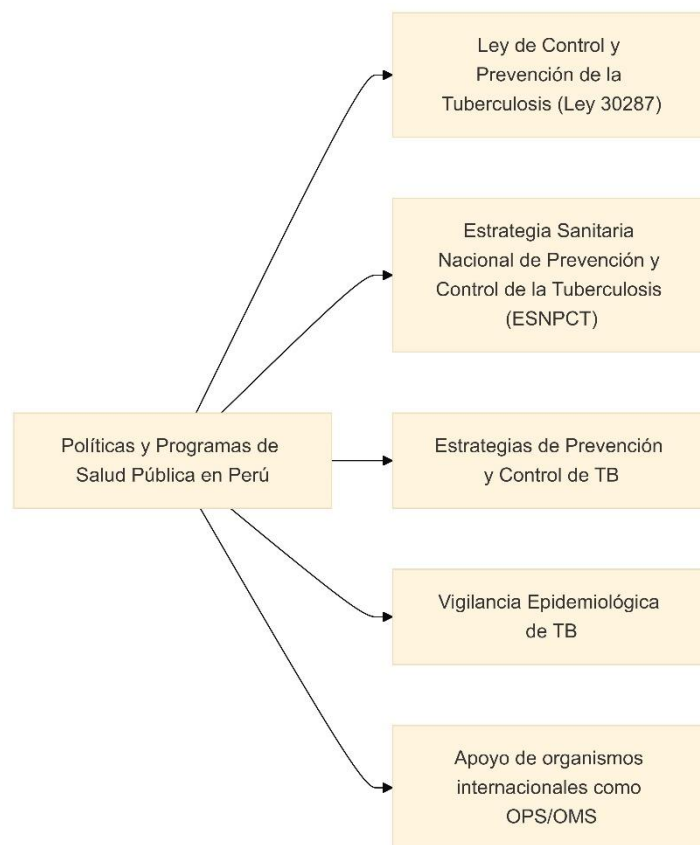 Ley de Control y
Prevención de la
Tuberculosis (Ley 30287)
Estrategia Sanitaria
Nacional de Prevención y
Control de la Tuberculosis
(ESNPCT)
Políticas y Programas de
Salud Pública en Perú
Estrategias de Prevención
y Control de TB
Vigilancia Epidemiológica
de TB
Apoyo de organismos
internacionales como
OPS/OMS